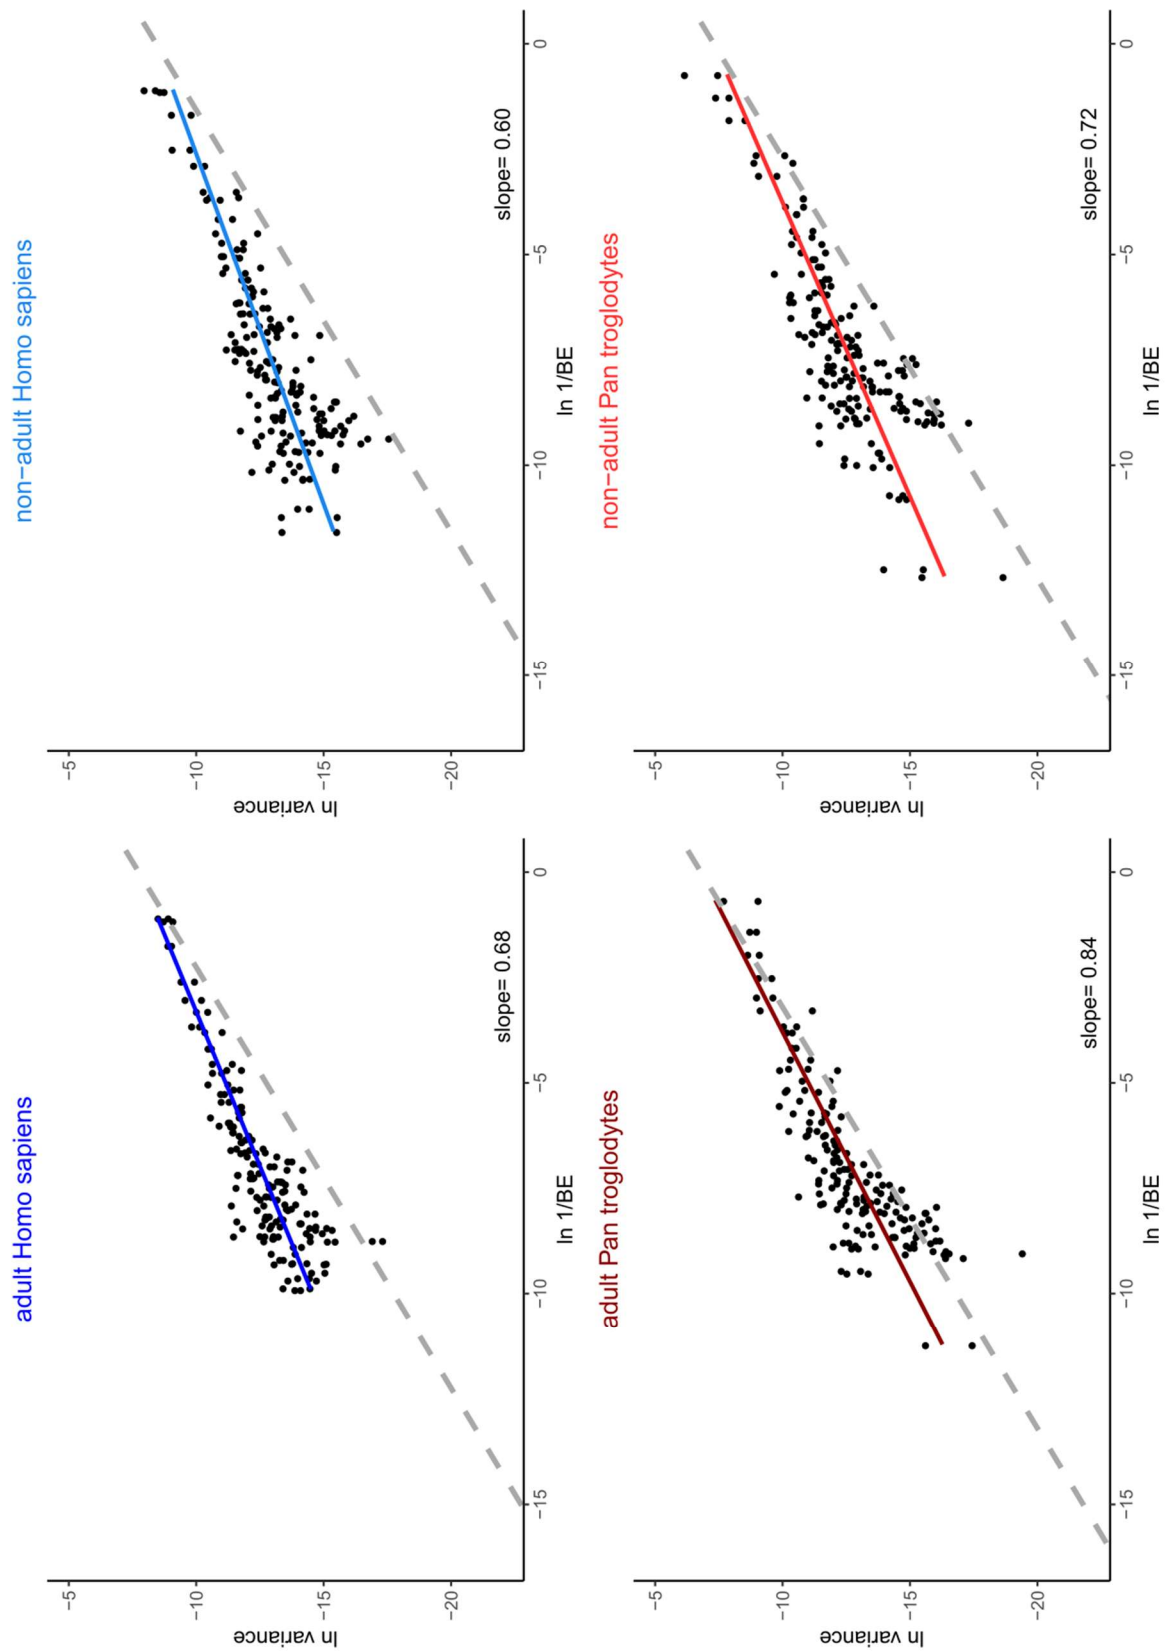 adult Homo sapiens
−5
−10
−15
−20
ln variance
slope= 0.68
−15
−10
−5
0
ln 1/BE
non−adult Homo sapiens
−5
−10
−15
−20
ln variance
slope= 0.60
−15
−10
−5
0
ln 1/BE
adult Pan troglodytes
−5
−10
−15
−20
ln variance
slope= 0.84
−15
−10
−5
0
ln 1/BE
non−adult Pan troglodytes
−5
−10
−15
−20
ln variance
slope= 0.72
−15
−10
−5
0
ln 1/BE